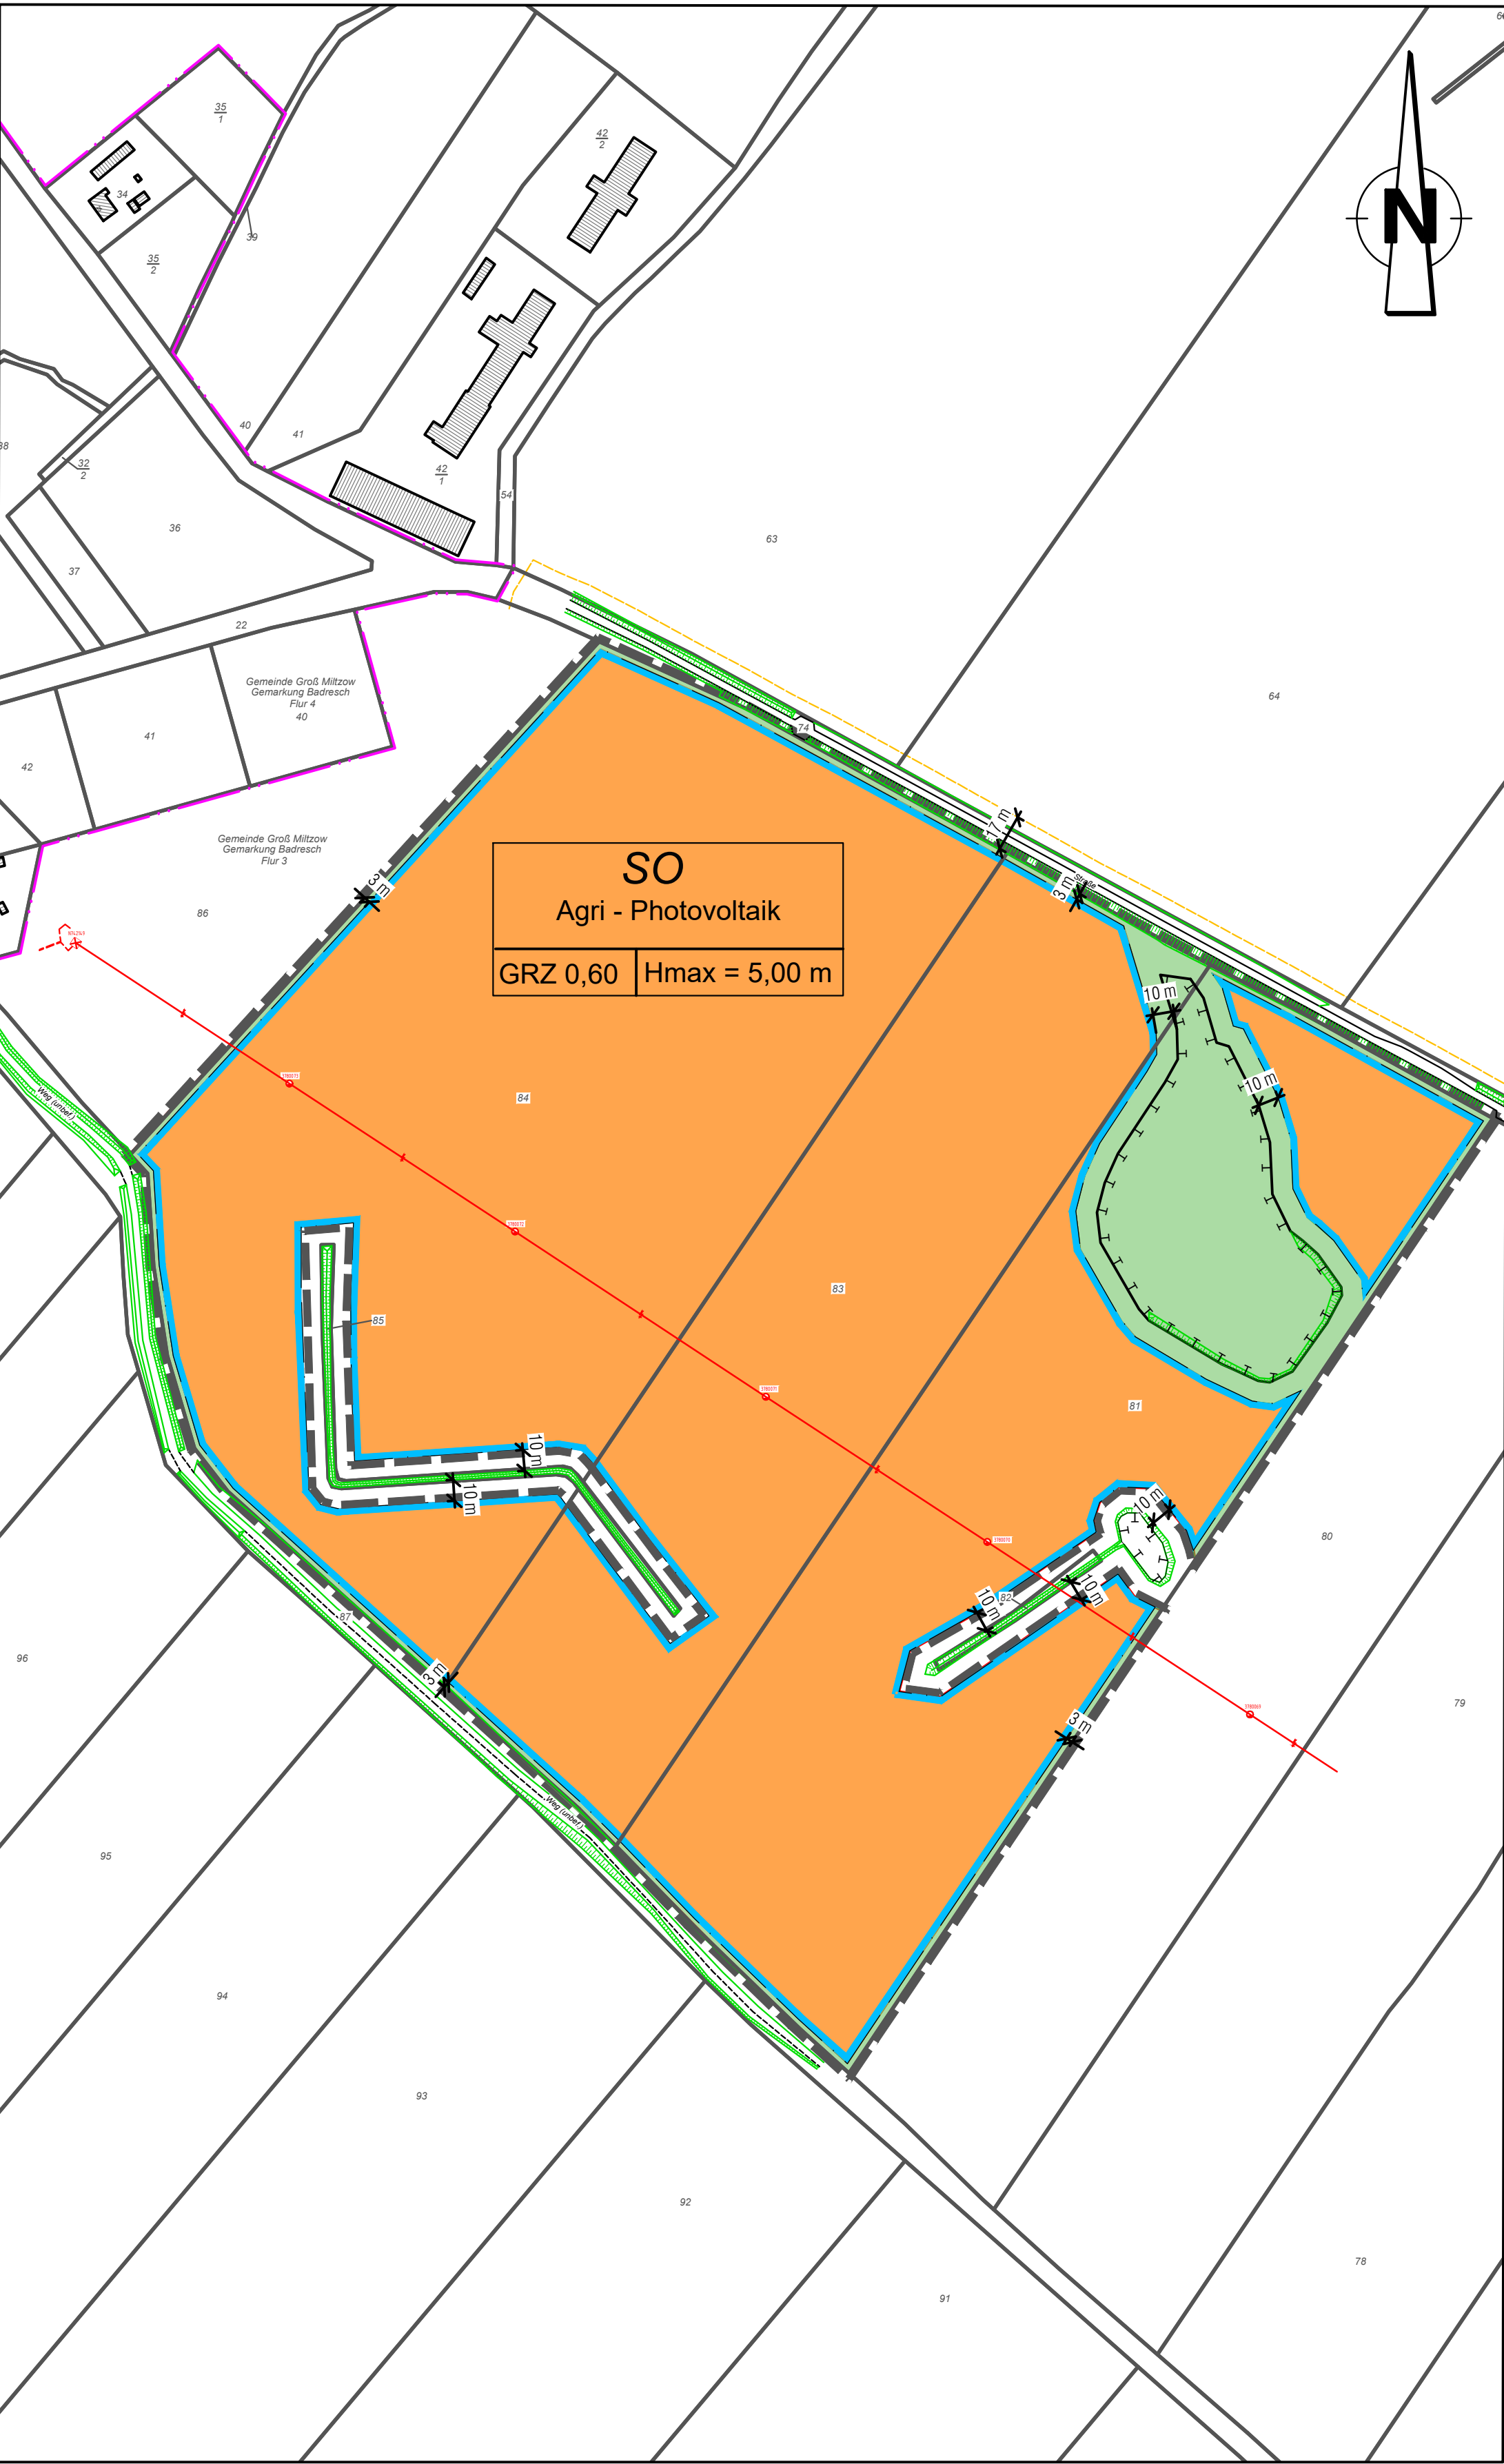 35
1
34
35
2
39
42
2
N
40
41
42
1
54
32
2
36
37
63
22
Gemeinde Groß Miltzow
Gemarkung Badresch
Flur 4
40
41
42
64
74
Gemeinde Groß Miltzow
Gemarkung Badresch
Flur 3
86
3 m
SO
Agri - Photovoltaik
GRZ 0,60
Hmax = 5,00 m
17 m
3 m
Straße
10 m
10 m
Weg (unbef.)
84
83
85
81
10 m
10 m
10 m
80
82
10 m
10 m
87
96
3 m
3 m
79
Weg (unbef.)
95
94
93
92
91
78